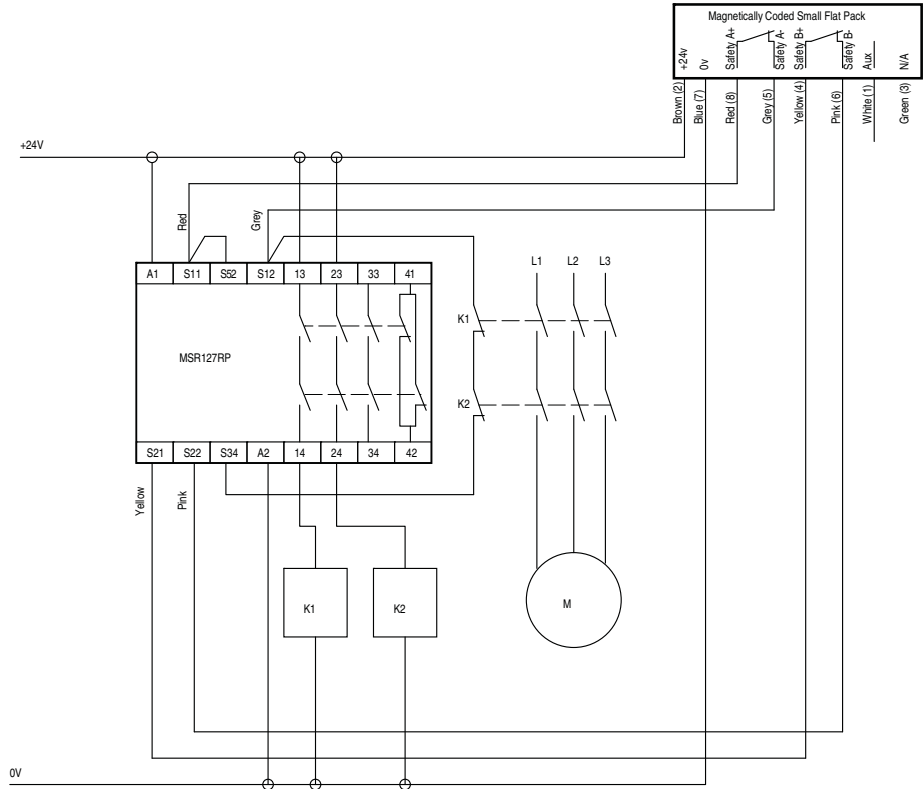 Magnetically Coded Small Flat Pack
+24v
0v
Safety A+
Safety A-
Safety B+
Safety B-
Aux
N/A
Brown (2)
Blue (7)
Red (8)
Grey (5)
Yellow (4)
Pink (6)
White (1)
Green (3)
+24V
Red
Grey
A1 S11 S52 S12 13 23 33 41
L1 L2 L3
K1
MSR127RP
K2
S21 S22 S34 A2 14 24 34 42
Yellow
Pink
K1 K2 M
0V